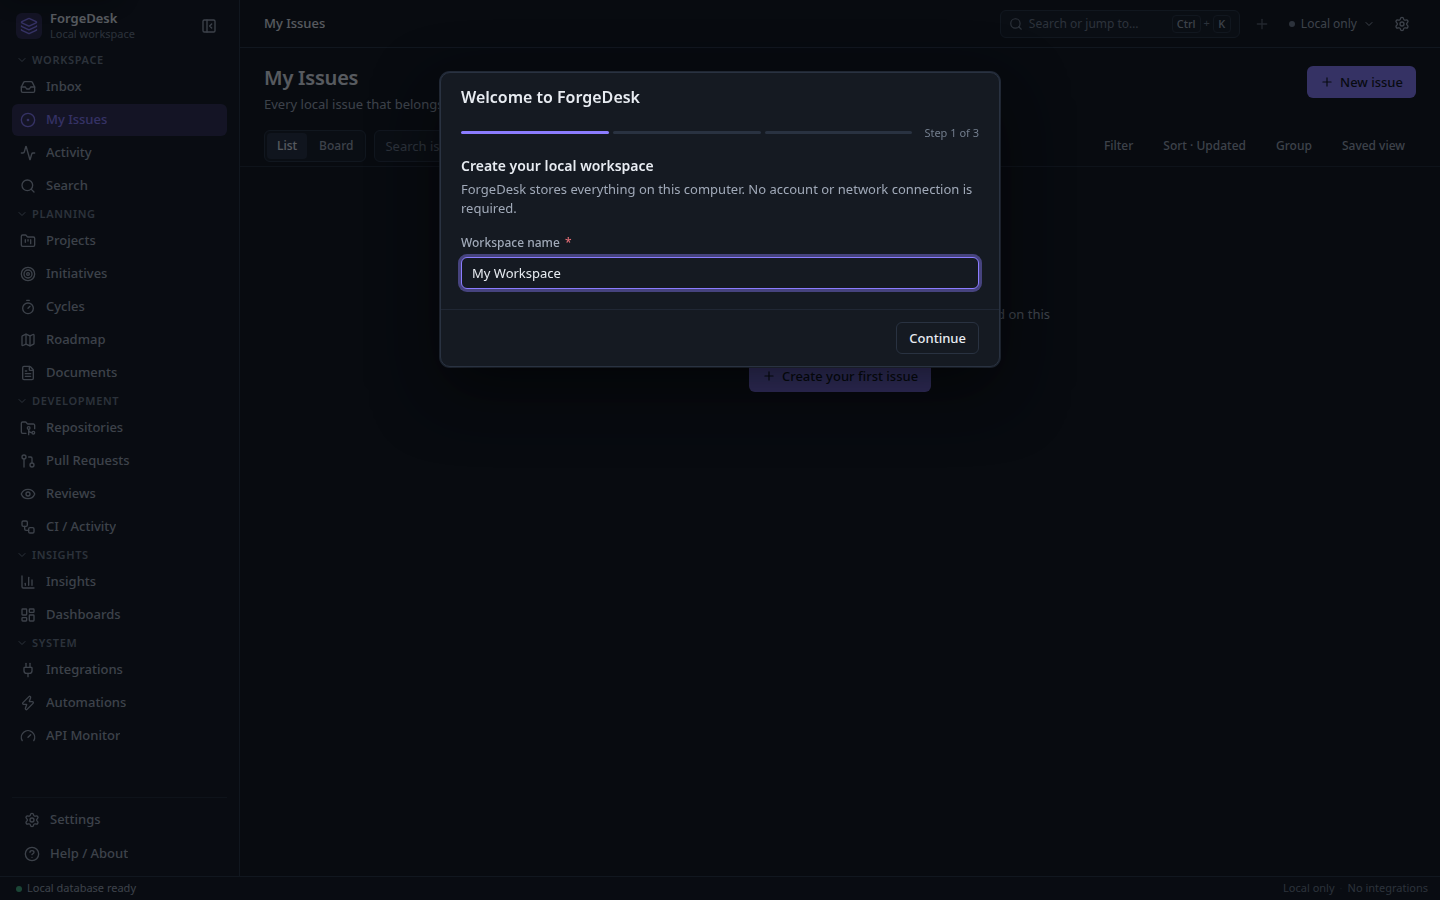 ForgeDesk
Local workspace
WORKSPACE
Inbox
My Issues
Activity
Search
PLANNING
Projects
Initiatives
Cycles
Roadmap
Documents
DEVELOPMENT
Repositories
Pull Requests
Reviews
CI / Activity
INSIGHTS
Insights
Dashboards
SYSTEM
Integrations
Automations
API Monitor
Settings
Help / About
My Issues
Search or jump to...
Ctrl + K
Local only
My Issues
Every local issue that belongs
New issue
List
Board
Search is
Filter
Sort · Updated
Group
Saved view
Welcome to ForgeDesk
Step 1 of 3
Create your local workspace
ForgeDesk stores everything on this computer. No account or network connection is
required.
Workspace name *
My Workspace
Continue
on this
Create your first issue
Local database ready
Local only
No integrations